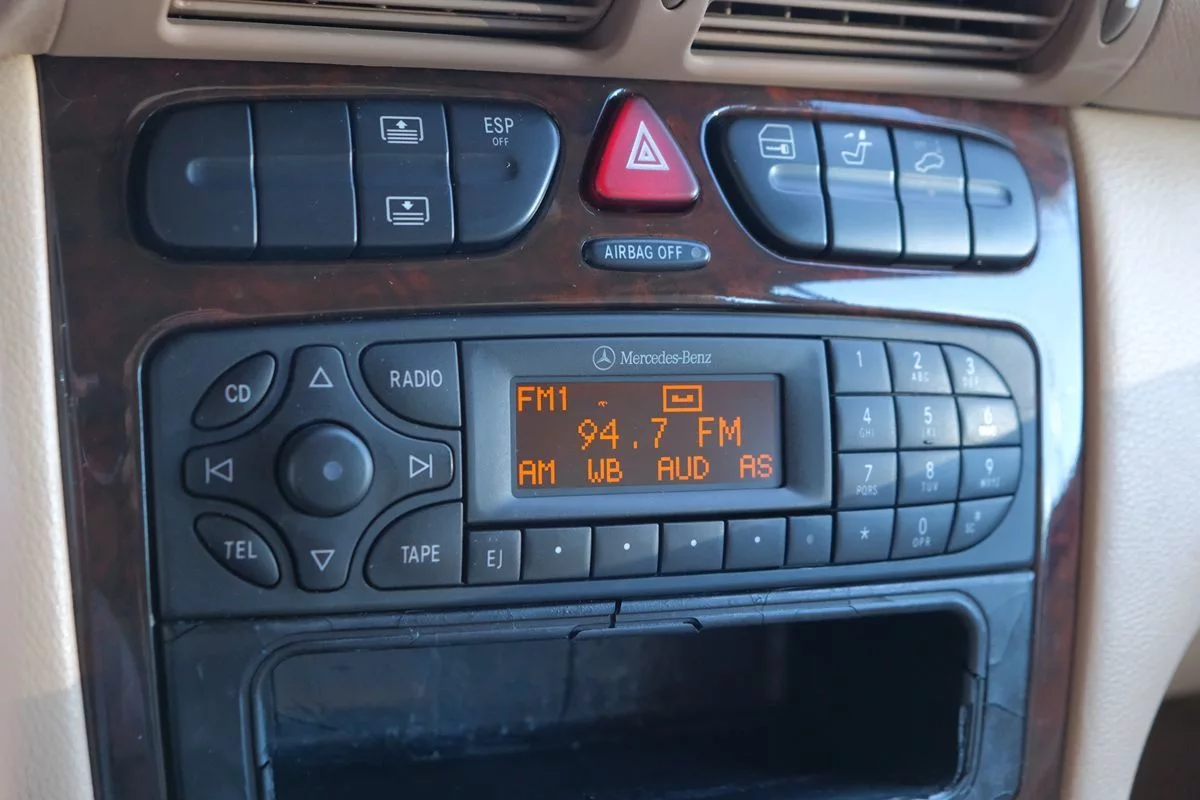 ESP
OFF
AIRBAG OFF
Mercedes-Benz
CD
RADIO
TEL
TAPE
EJ
FM1
94.7 FM
AM WB AUD AS
1
2
ABC
3
DEF
4
GHI
5
JKL
6
7
PQRS
8
TUV
9
WXYZ
*
0
OPR
SC